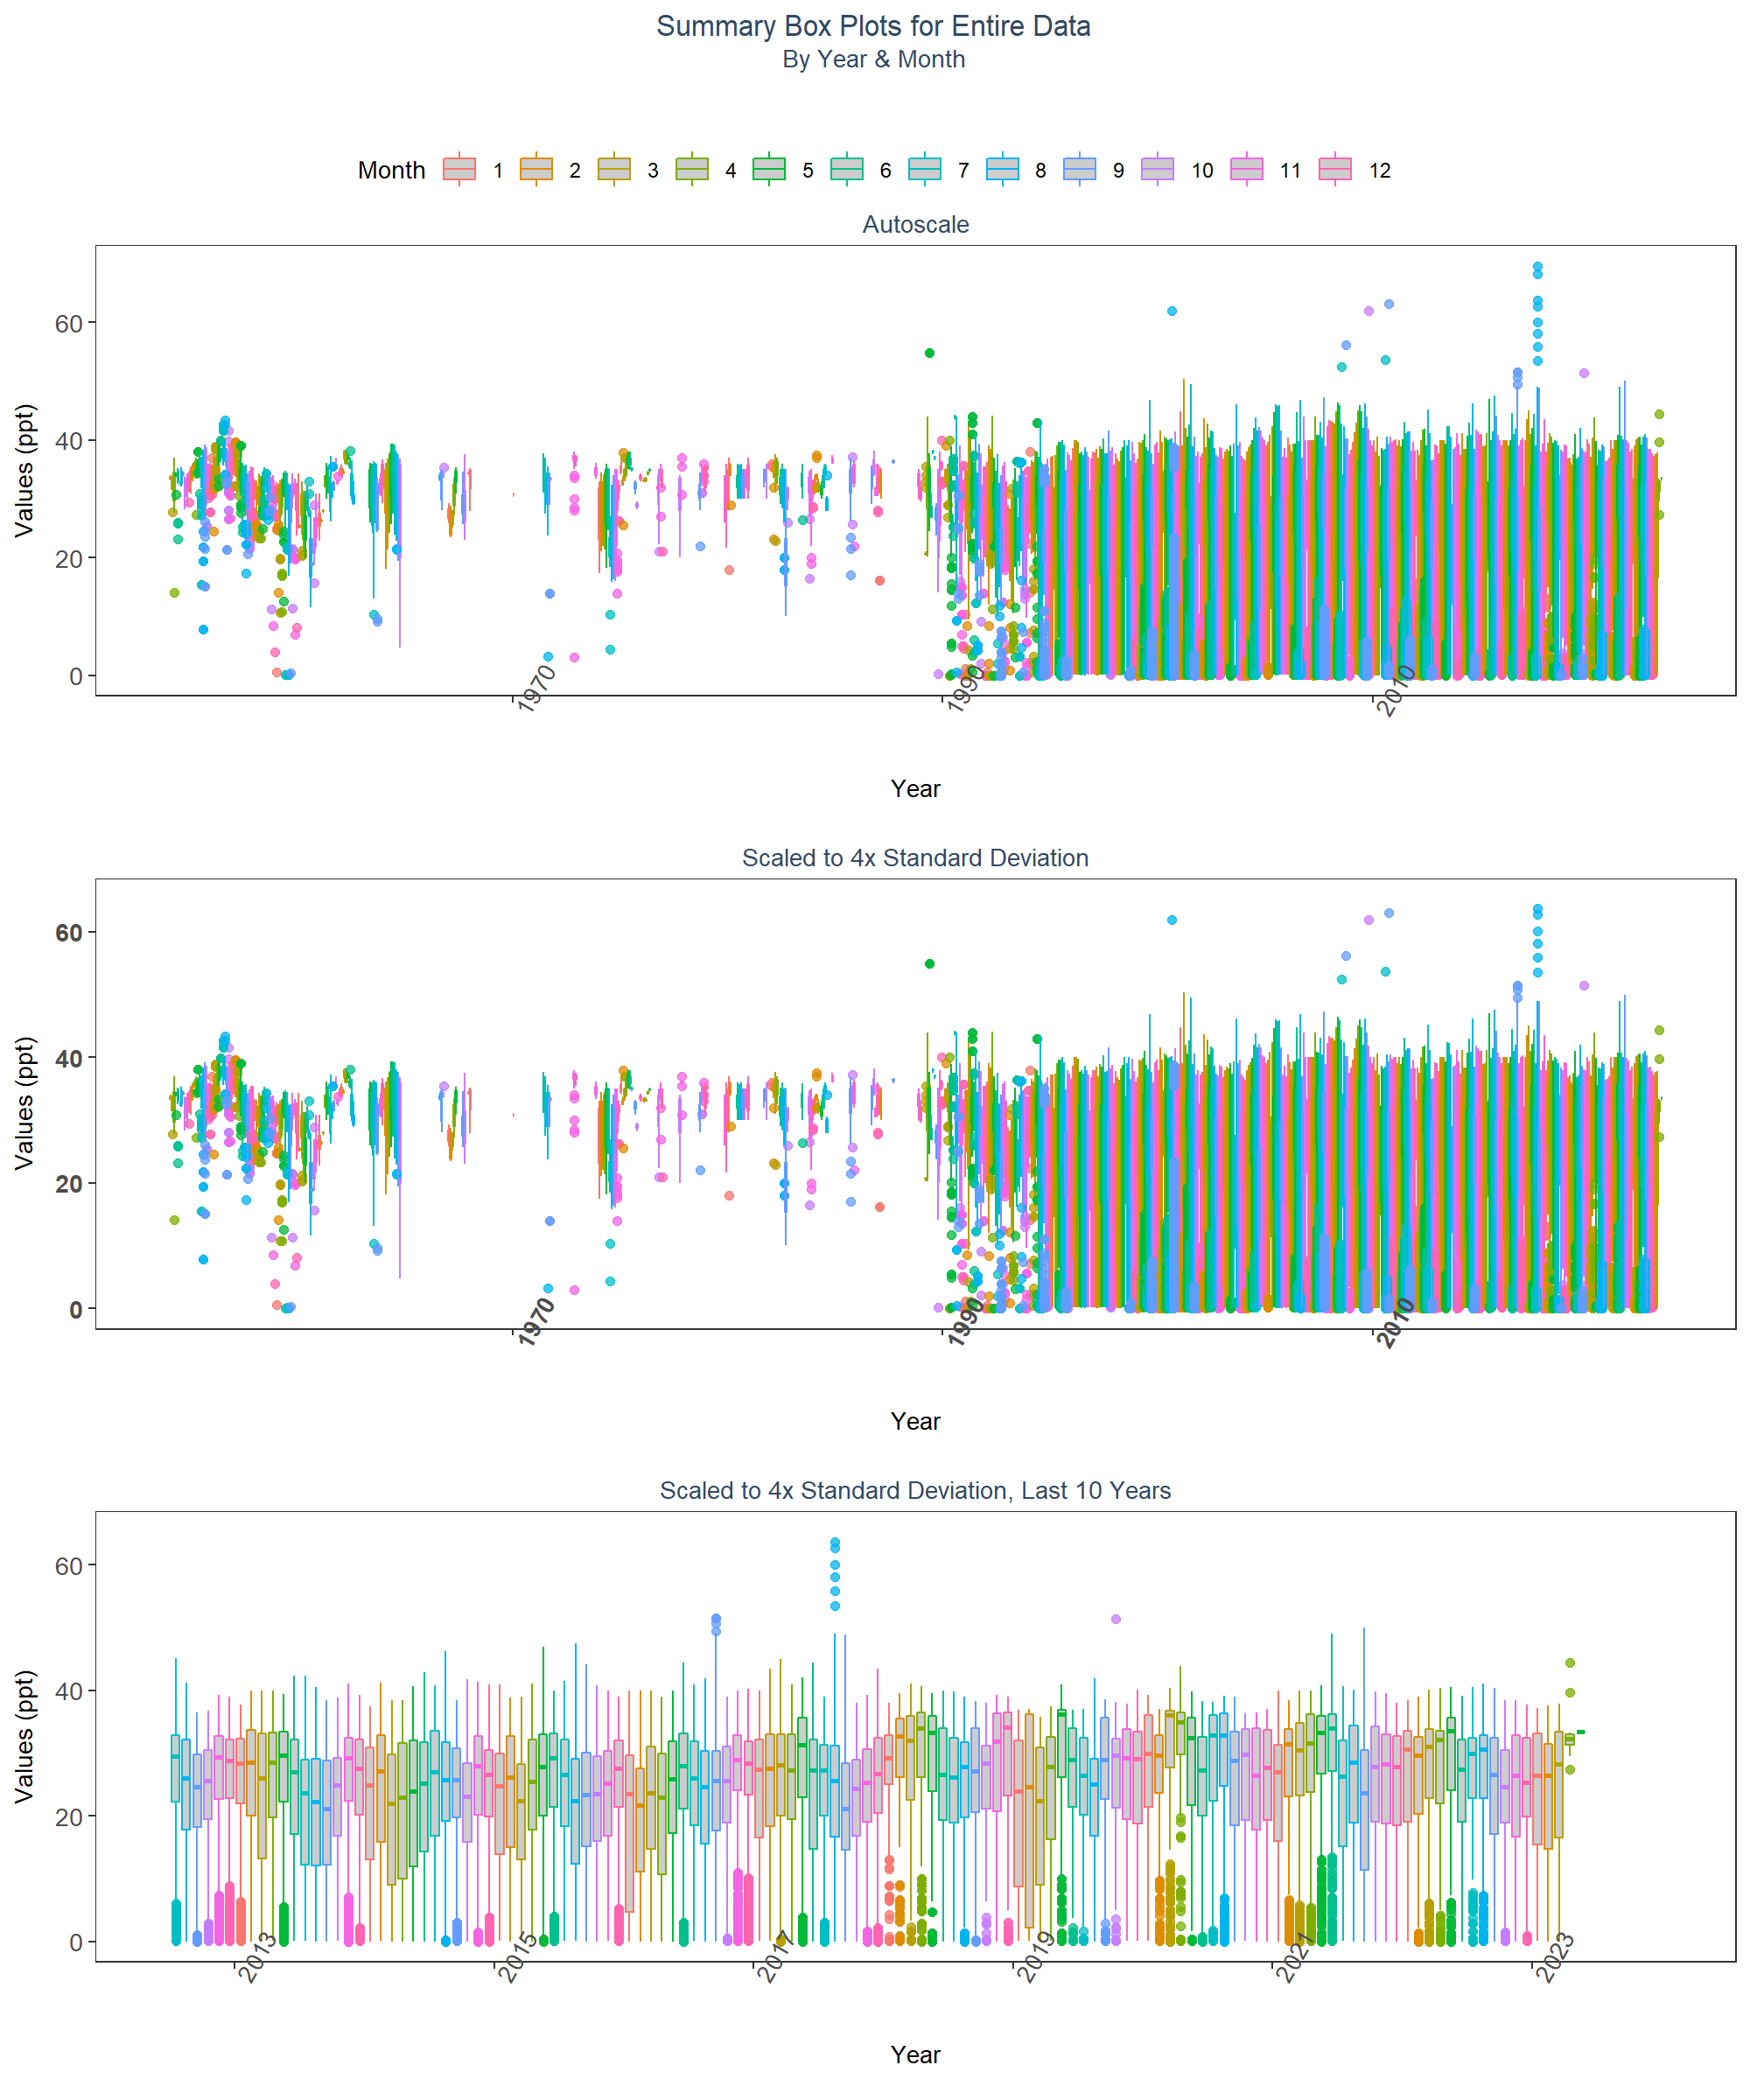 Summary Box Plots for Entire Data
By Year & Month
Month 1 2 3 4 5 6 7 8 9 10 11 12
Autoscale
Values (ppt)
60
40
20
0
1970 1990 2010
Year
Scaled to 4x Standard Deviation
Values (ppt)
60
40
20
0
1970 1990 2010
Year
Scaled to 4x Standard Deviation, Last 10 Years
Values (ppt)
60
40
20
0
2013 2015 2017 2019 2021 2023
Year